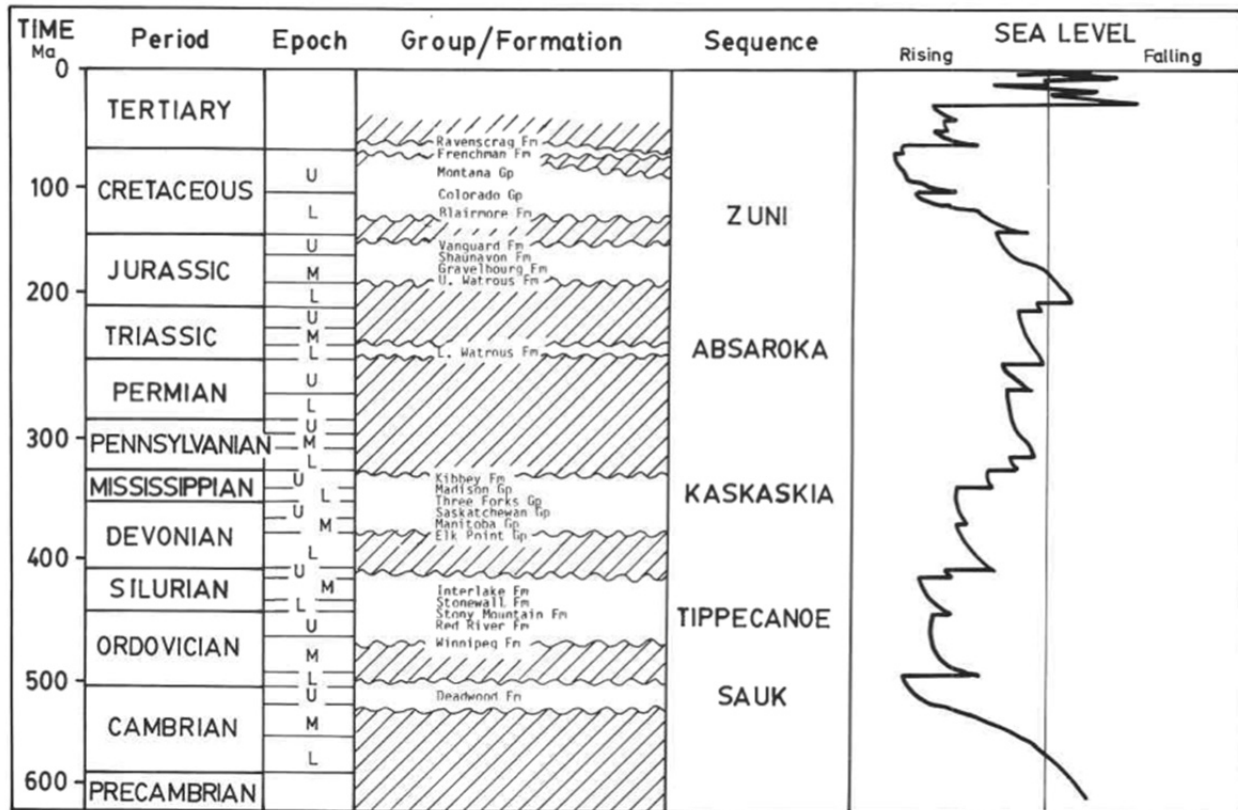 TIME Period Epoch Group/Formation Sequence SEA LEVEL
Ma Rising Falling
0
TERTIARY
Ravenscrag Fm
Frenchman Fm
Montana Gp
U
100
CRETACEOUS
Colorado Gp
L
Blairmore Fm
ZUNI
U
Vanguard Fm
Shaunavon Fm
JURASSIC
M
Gravelbourg Fm
U. Watrous Fm
200
L
U
TRIASSIC
M
L
L. Watrous Fm
ABSAROKA
U
PERMIAN
L
U
300
PENNSYLVANIAN
M
L
U
Kibbey Fm
MISSISSIPPIAN
L
Madison Gp
KASKASKIA
Three Forks Gp
U
Saskatchewan Gp
M
Manitoba Gp
DEVONIAN
Elk Point Gp
L
400
U
SILURIAN
M
Interlake Fm
L
Stonewall Fm
Stony Mountain Fm
TIPPECANOE
U
Red River Fm
ORDOVICIAN
Winnipeg Fm
M
L
500
U
Deadwood Fm
SAUK
CAMBRIAN
M
L
600
PRECAMBRIAN